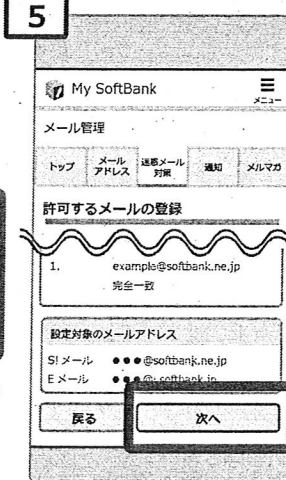 5
My SoftBank
メニュー
メール管理
トップ
メール
アドレス
迷惑メール
対策
通知
メルマガ
許可するメールの登録
1. example@softbank.ne.jp
完全一致
設定対象のメールアドレス
S!メール ●●●@softbank.ne.jp
Eメール ●●●@i.softbank.jp
戻る
次へ